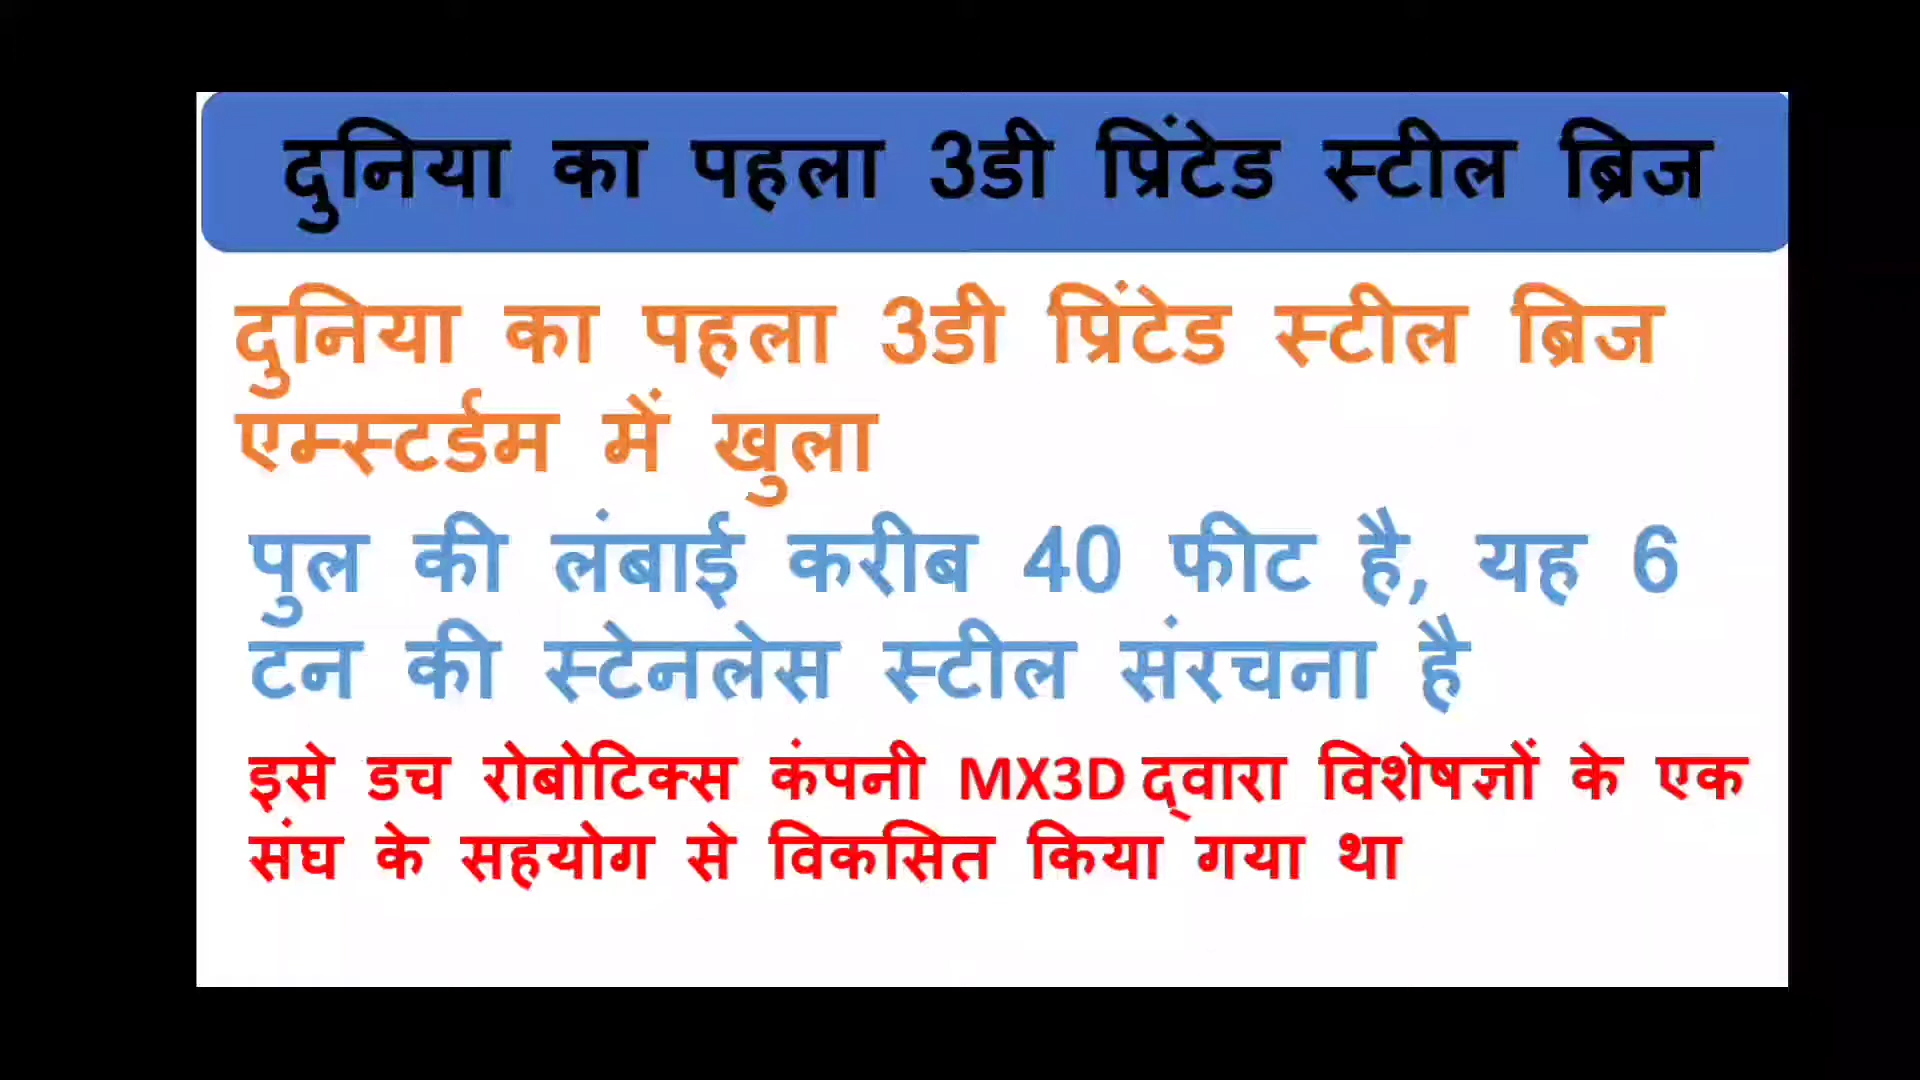 दुनिया का पहला 3डी प्रिंटेड स्टील ब्रिज
दुनिया का पहला 3डी प्रिंटेड स्टील ब्रिज
एम्स्टर्डम में खुला
पुल की लंबाई करीब 40 फीट है, यह 6
टन की स्टेनलेस स्टील संरचना है
इसे डच रोबोटिक्स कंपनी MX3D द्वारा विशेषज्ञों के एक
संघ के सहयोग से विकसित किया गया था